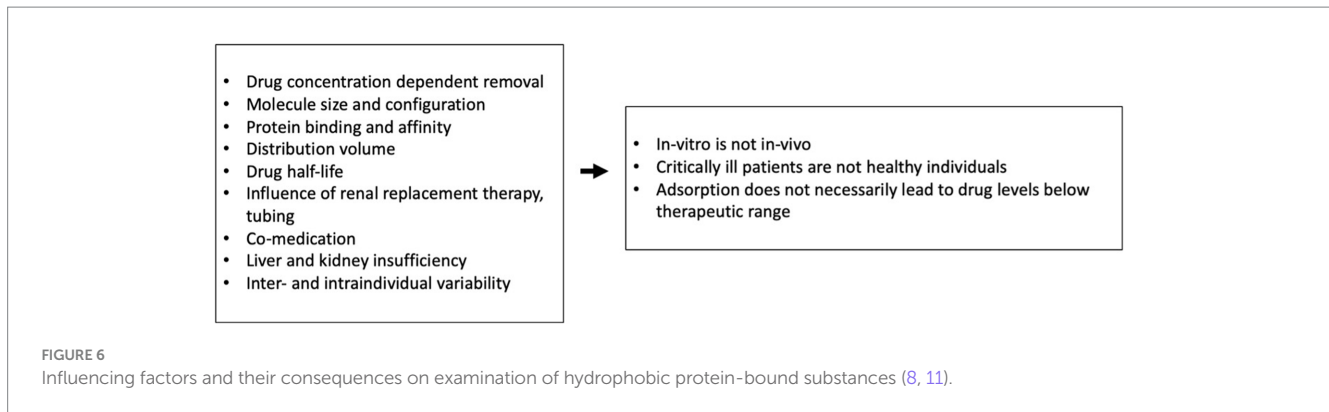 • Drug concentration dependent removal
• Molecule size and configuration
• Protein binding and affinity
• Distribution volume
• Drug half-life
• Influence of renal replacement therapy,
tubing
• Co-medication
• Liver and kidney insufficiency
• Inter- and intraindividual variability
• In-vitro is not in-vivo
• Critically ill patients are not healthy individuals
• Adsorption does not necessarily lead to drug levels below
therapeutic range
FIGURE 6
Influencing factors and their consequences on examination of hydrophobic protein-bound substances (8, 11).